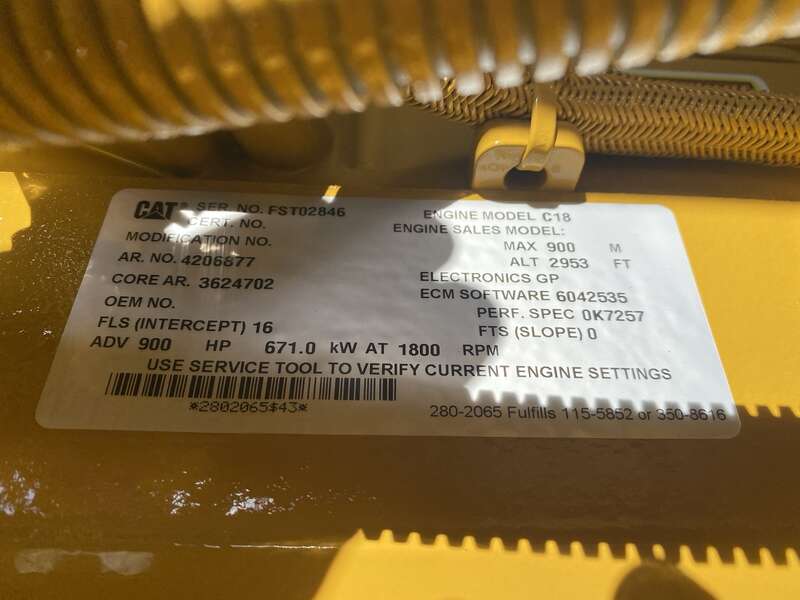 CAT SER. NO. FST02846
CERT. NO.
MODIFICATION NO.
AR. NO. 4206877
CORE AR. 3624702
OEM NO.
FLS (INTERCEPT) 16
ENGINE MODEL C18
ENGINE SALES MODEL:
MAX 900 M
ALT 2953 FT
ELECTRONICS GP
ECM SOFTWARE 6042535
PERF. SPEC 0K7257
FTS (SLOPE) 0
ADV 900 HP 671.0 kW AT 1800 RPM
USE SERVICE TOOL TO VERIFY CURRENT ENGINE SETTINGS
*2802065$43*
280-2065 Fulfills 115-5852 or 350-8616